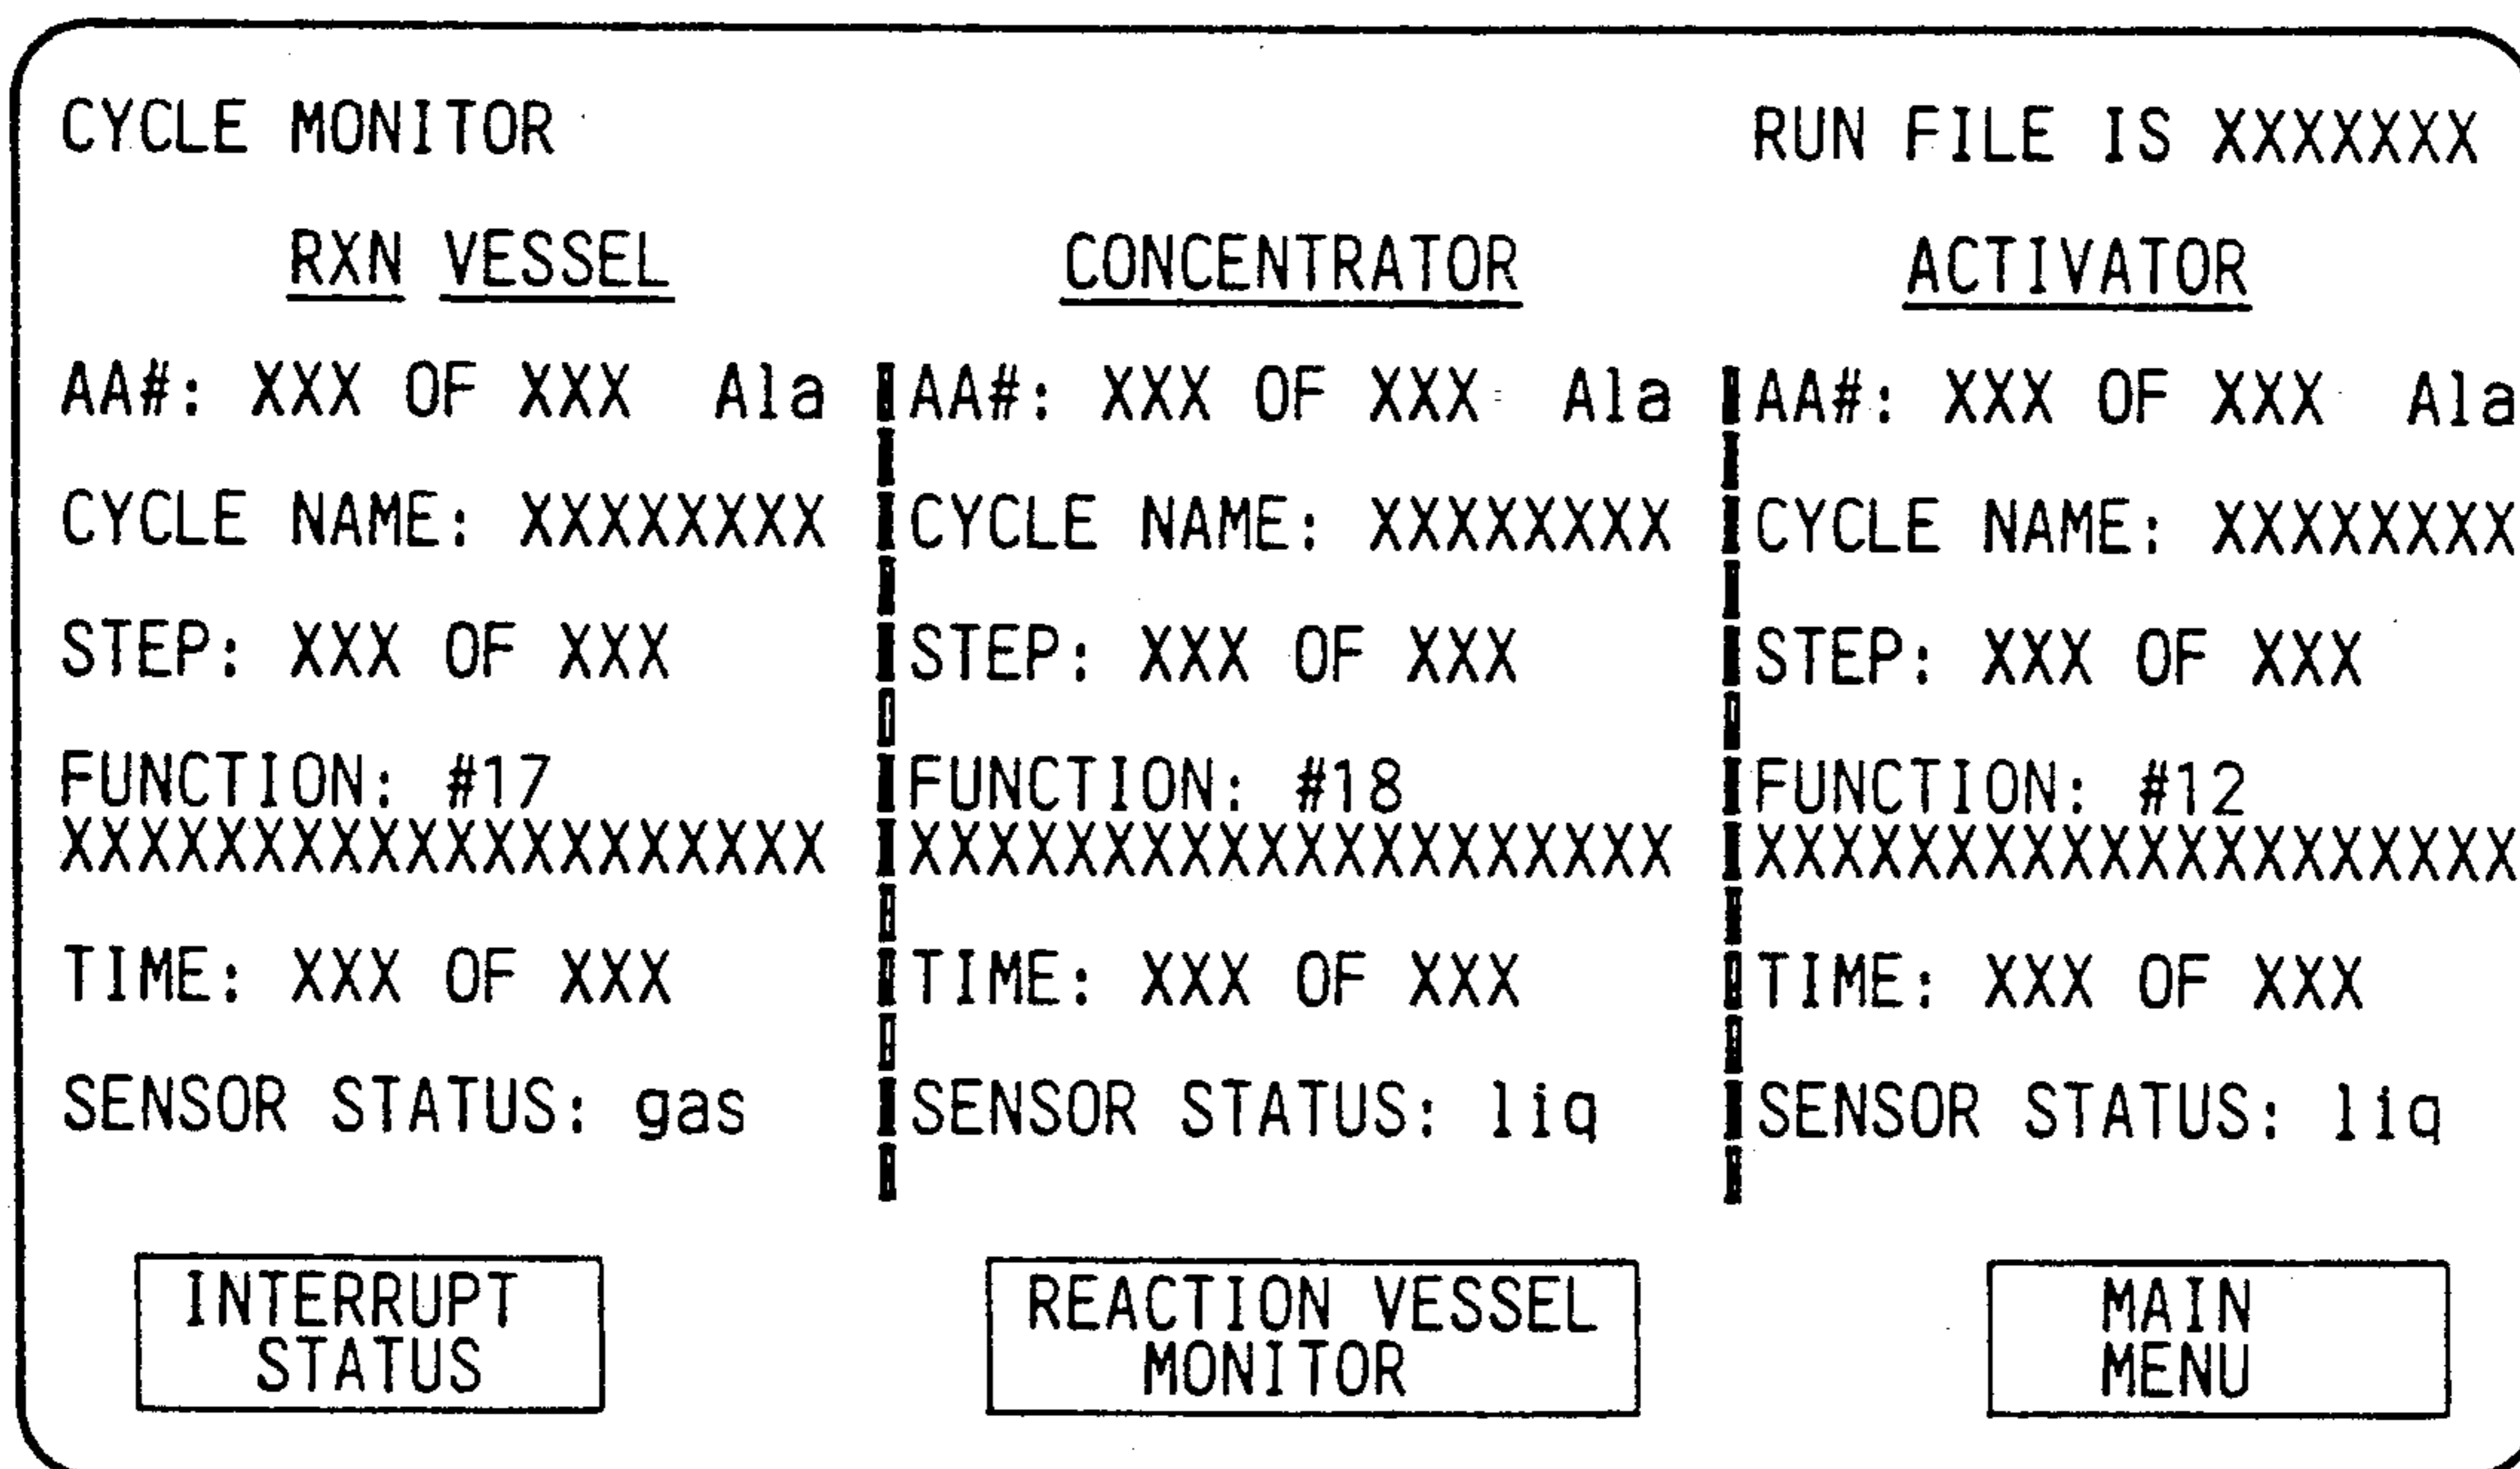 CYCLE MONITOR RUN FILE IS XXXXXXX
RXN VESSEL CONCENTRATOR ACTIVATOR
AA#: XXX OF XXX Ala AA#: XXX OF XXX Ala AA#: XXX OF XXX Ala
CYCLE NAME: XXXXXXXX CYCLE NAME: XXXXXXXX CYCLE NAME: XXXXXXXX
STEP: XXX OF XXX STEP: XXX OF XXX STEP: XXX OF XXX
FUNCTION: #17 FUNCTION: #18 FUNCTION: #12
XXXXXXXXXXXXXXXXXXXX XXXXXXXXXXXXXXXXXXXX XXXXXXXXXXXXXXXXXXXX
TIME: XXX OF XXX TIME: XXX OF XXX TIME: XXX OF XXX
SENSOR STATUS: gas SENSOR STATUS: liq SENSOR STATUS: liq
INTERRUPT REACTION VESSEL MAIN
STATUS MONITOR MENU